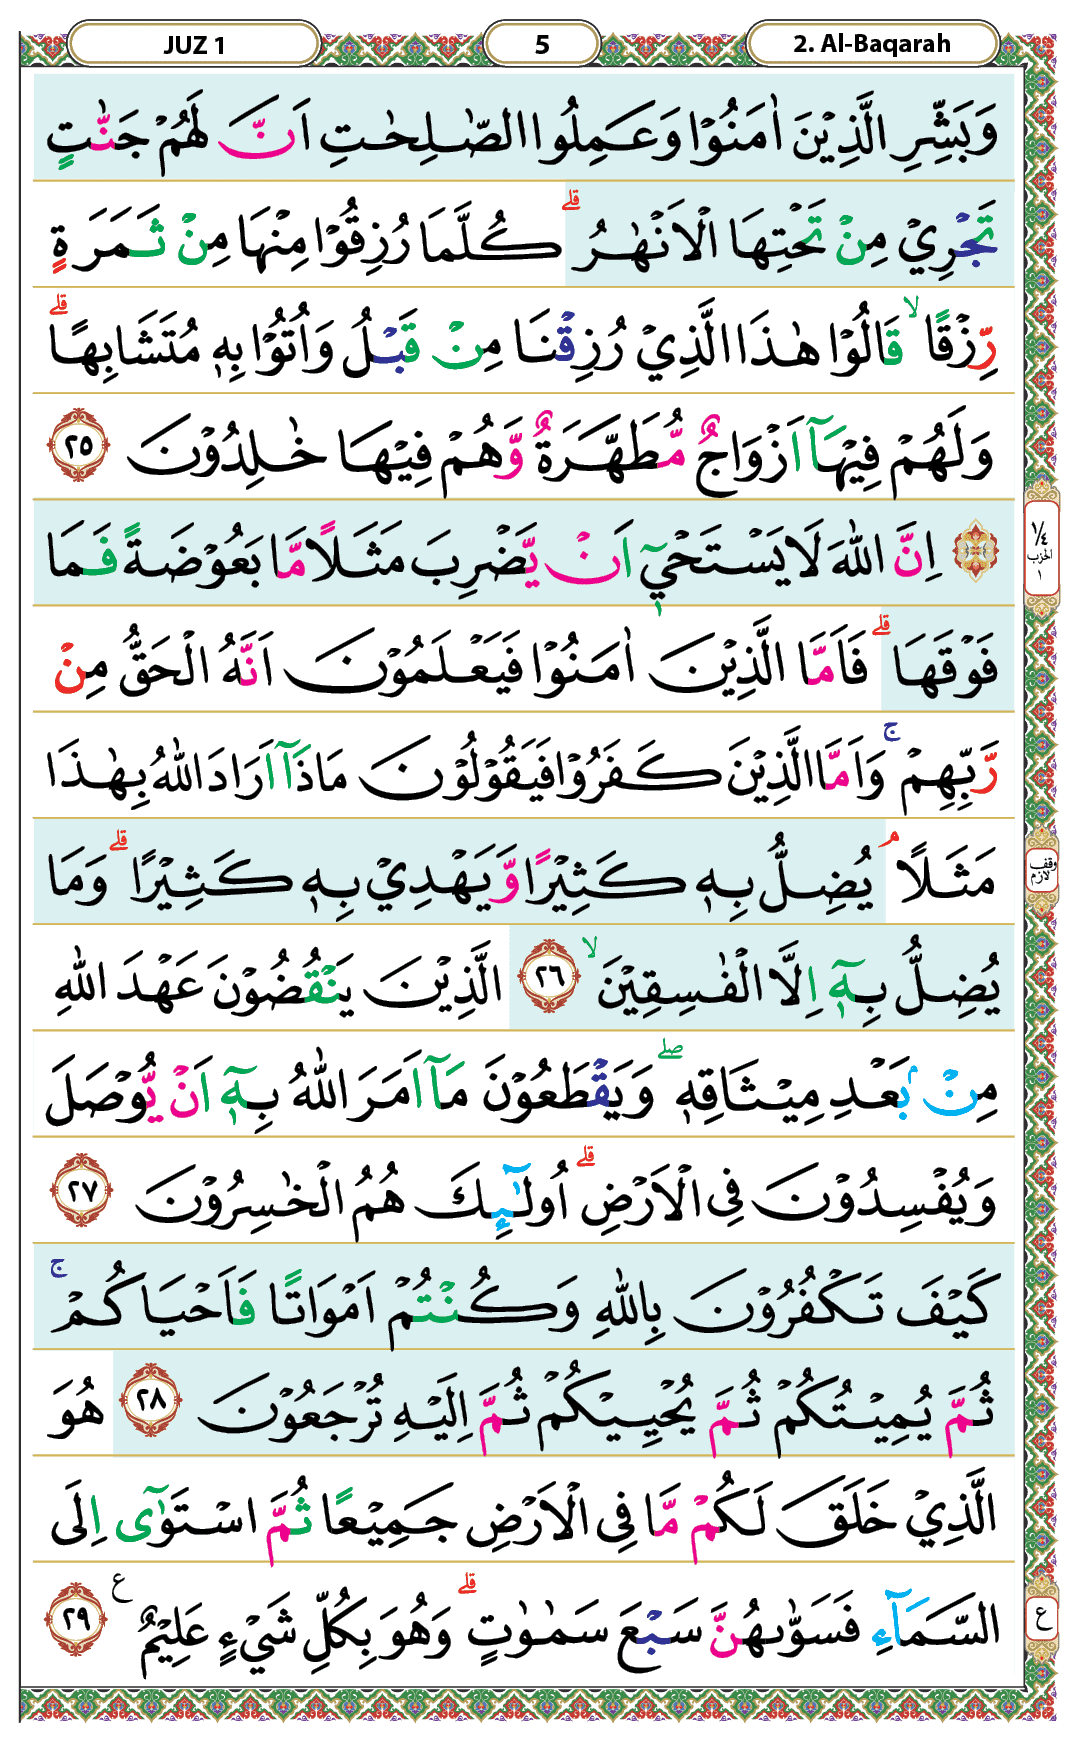 JUZ 1 5 2. Al-Baqarah
وَبَشِّرِ الَّذِيْنَ اٰمَنُوْا وَعَمِلُوا الصّٰلِحٰتِ اَنَّ لَهُمْ جَنّٰتٍ
تَجْرِيْ مِنْ تَحْتِهَا الْاَنْهٰرُ ۗ كُلَّمَا رُزِقُوْا مِنْهَا مِنْ ثَمَرَةٍ
رِّزْقًا ۙ قَالُوْا هٰذَا الَّذِيْ رُزِقْنَا مِنْ قَبْلُ وَاُتُوْا بِهٖ مُتَشَابِهًا ۗ
وَلَهُمْ فِيْهَآ اَزْوَاجٌ مُّطَهَّرَةٌ وَّهُمْ فِيْهَا خٰلِدُوْنَ ٢٥
۞ اِنَّ اللّٰهَ لَا يَسْتَحْيٖٓ اَنْ يَّضْرِبَ مَثَلًا مَّا بَعُوْضَةً فَمَا
¼ الحزب ١
فَوْقَهَا ۗ فَاَمَّا الَّذِيْنَ اٰمَنُوْا فَيَعْلَمُوْنَ اَنَّهُ الْحَقُّ مِنْ
رَّبِّهِمْ ۚ وَاَمَّا الَّذِيْنَ كَفَرُوْا فَيَقُوْلُوْنَ مَاذَآ اَرَادَ اللّٰهُ بِهٰذَا
مَثَلًا ۘ يُضِلُّ بِهٖ كَثِيْرًا وَّيَهْدِيْ بِهٖ كَثِيْرًا ۗ وَمَا
وقف لازم
يُضِلُّ بِهٖٓ اِلَّا الْفٰسِقِيْنَ ۙ ٢٦ الَّذِيْنَ يَنْقُضُوْنَ عَهْدَ اللّٰهِ
مِنْۢ بَعْدِ مِيْثَاقِهٖ ۖ وَيَقْطَعُوْنَ مَآ اَمَرَ اللّٰهُ بِهٖٓ اَنْ يُّوْصَلَ
وَيُفْسِدُوْنَ فِى الْاَرْضِ ۗ اُولٰۤىِٕكَ هُمُ الْخٰسِرُوْنَ ٢٧
كَيْفَ تَكْفُرُوْنَ بِاللّٰهِ وَكُنْتُمْ اَمْوَاتًا فَاَحْيَاكُمْ ۚ
ثُمَّ يُمِيْتُكُمْ ثُمَّ يُحْيِيْكُمْ ثُمَّ اِلَيْهِ تُرْجَعُوْنَ ٢٨ هُوَ
الَّذِيْ خَلَقَ لَكُمْ مَّا فِى الْاَرْضِ جَمِيْعًا ثُمَّ اسْتَوٰٓى اِلَى
السَّمَاۤءِ فَسَوّٰىهُنَّ سَبْعَ سَمٰوٰتٍ ۗ وَهُوَ بِكُلِّ شَيْءٍ عَلِيْمٌ ع ٢٩
ع